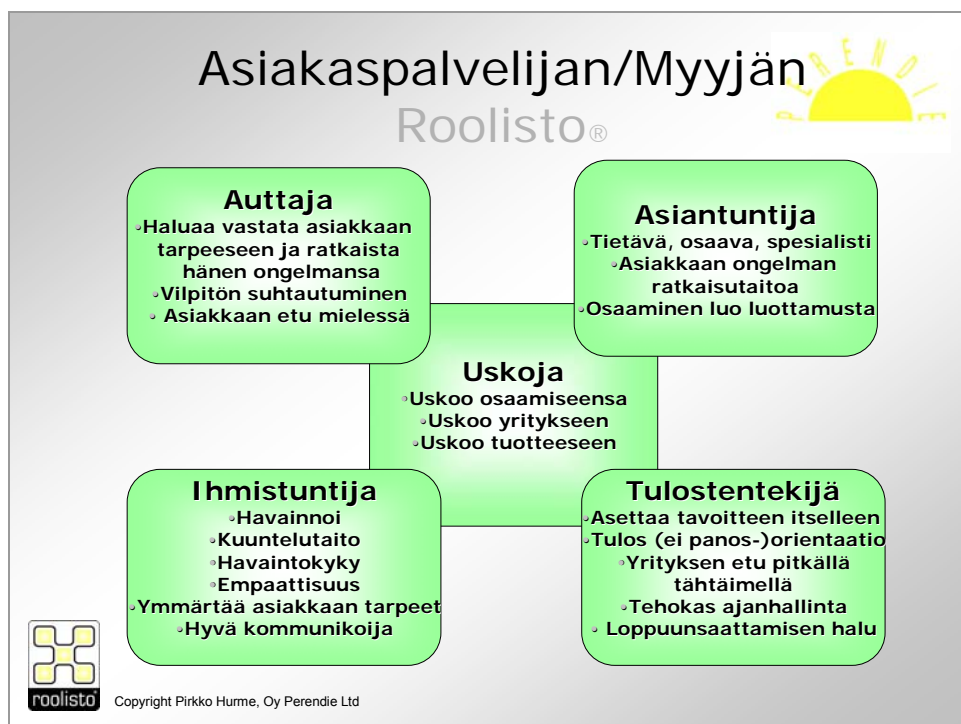 Asiakaspalvelijan/Myyjän
Roolisto®
PERENDIE
Auttaja
•Haluaa vastata asiakkaan
tarpeeseen ja ratkaista
hänen ongelmansa
•Vilpitön suhtautuminen
• Asiakkaan etu mielessä
Asiantuntija
•Tietävä, osaava, spesialisti
•Asiakkaan ongelman
ratkaisutaitoa
•Osaaminen luo luottamusta
Uskoja
•Uskoo osaamiseensa
•Uskoo yritykseen
•Uskoo tuotteeseen
Ihmistuntija
•Havainnoi
•Kuuntelutaito
•Havaintokyky
•Empaattisuus
•Ymmärtää asiakkaan tarpeet
•Hyvä kommunikoija
Tulostentekijä
•Asettaa tavoitteen itselleen
•Tulos (ei panos-)orientaatio
•Yrityksen etu pitkällä
tähtäimellä
•Tehokas ajanhallinta
• Loppuunsaattamisen halu
roolisto®
Copyright Pirkko Hurme, Oy Perendie Ltd